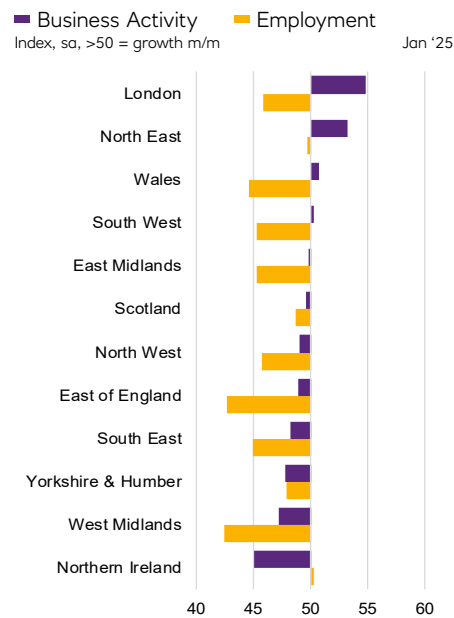 Business Activity Employment
Index, sa, >50 = growth m/m Jan ‘25
London
North East
Wales
South West
East Midlands
Scotland
North West
East of England
South East
Yorkshire & Humber
West Midlands
Northern Ireland
40 45 50 55 60